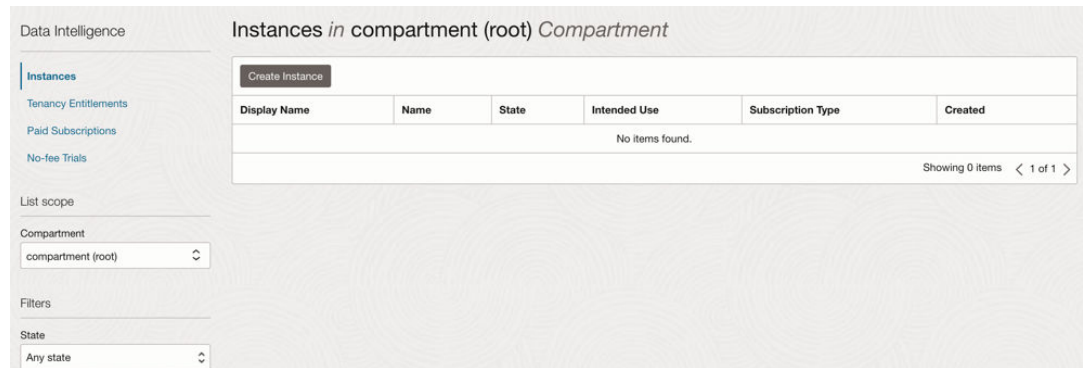 Data Intelligence
Instances
Tenancy Entitlements
Paid Subscriptions
No-fee Trials
List scope
Compartment
compartment (root)
Filters
State
Any state
Instances in compartment (root) Compartment
Create Instance
Display Name Name State Intended Use Subscription Type Created
No items found.
Showing 0 items < 1 of 1 >